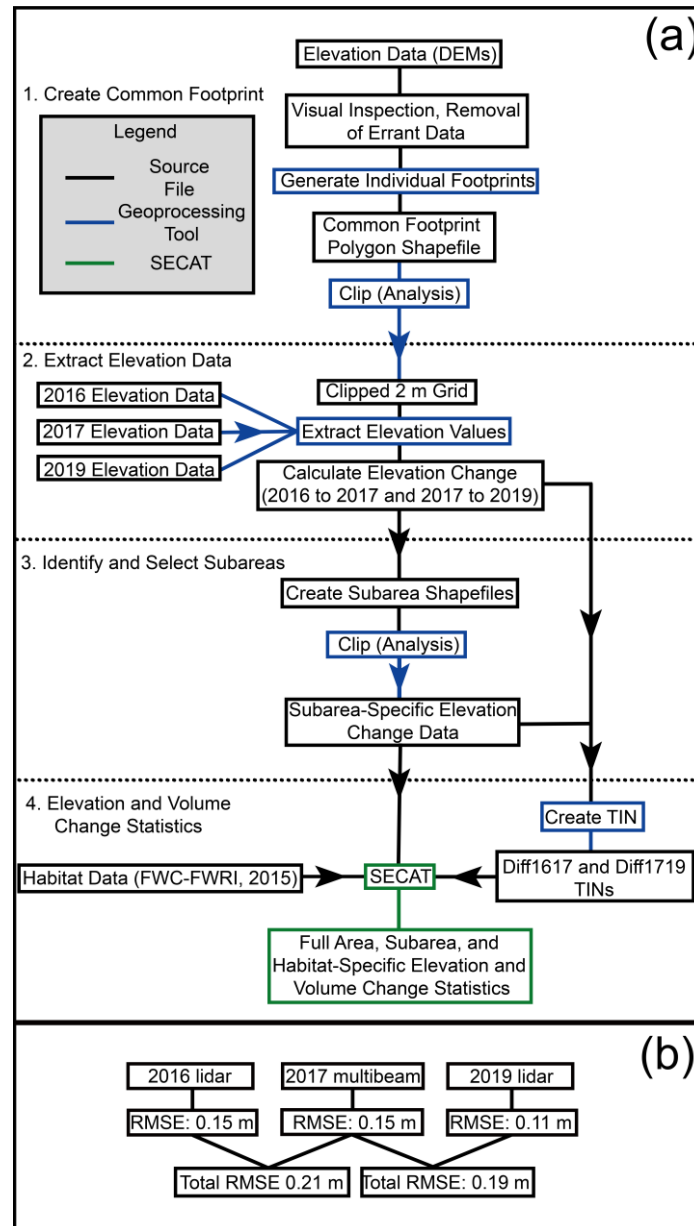 (a)
Elevation Data (DEMs)
1. Create Common Footprint
Visual Inspection, Removal
of Errant Data
Legend
Source
File
Geoprocessing
Tool
SECAT
Generate Individual Footprints
Common Footprint
Polygon Shapefile
Clip (Analysis)
2. Extract Elevation Data
Clipped 2 m Grid
2016 Elevation Data
2017 Elevation Data
2019 Elevation Data
Extract Elevation Values
Calculate Elevation Change
(2016 to 2017 and 2017 to 2019)
3. Identify and Select Subareas
Create Subarea Shapefiles
Clip (Analysis)
Subarea-Specific Elevation
Change Data
4. Elevation and Volume
Change Statistics
Create TIN
Habitat Data (FWC-FWRI, 2015)
SECAT
Diff1617 and Diff1719
TINs
Full Area, Subarea, and
Habitat-Specific Elevation and
Volume Change Statistics
(b)
2016 lidar
2017 multibeam
2019 lidar
RMSE: 0.15 m
RMSE: 0.15 m
RMSE: 0.11 m
Total RMSE 0.21 m
Total RMSE: 0.19 m